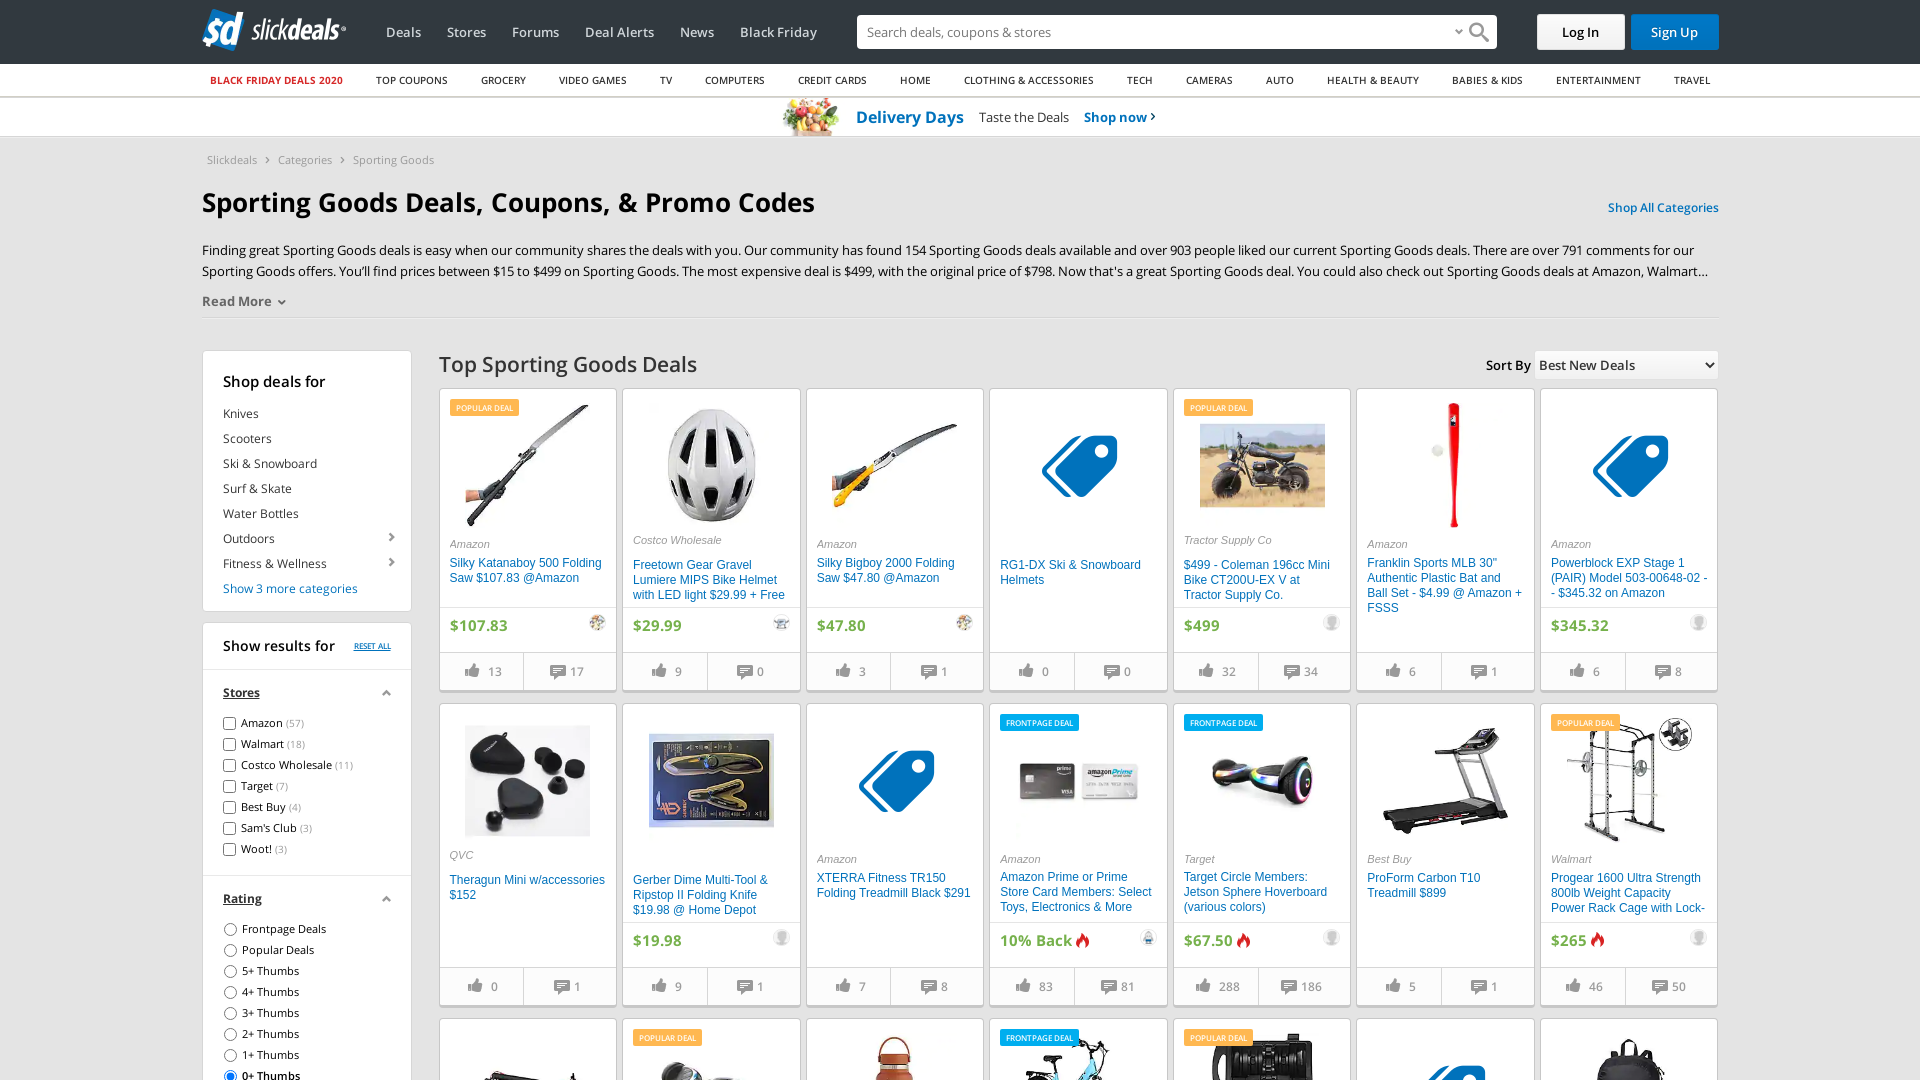 slickdeals
Deals
Stores
Forums
Deal Alerts
News
Black Friday
Search deals, coupons & stores
Log In
Sign Up
BLACK FRIDAY DEALS 2020
TOP COUPONS
GROCERY
VIDEO GAMES
TV
COMPUTERS
CREDIT CARDS
HOME
CLOTHING & ACCESSORIES
TECH
CAMERAS
AUTO
HEALTH & BEAUTY
BABIES & KIDS
ENTERTAINMENT
TRAVEL
Delivery Days Taste the Deals Shop now
Slickdeals
Categories
Sporting Goods
Sporting Goods Deals, Coupons, & Promo Codes
Shop All Categories
Finding great Sporting Goods deals is easy when our community shares the deals with you. Our community has found 154 Sporting Goods deals available and over 903 people liked our current Sporting Goods deals. There are over 791 comments for our
Sporting Goods offers. You'll find prices between $15 to $499 on Sporting Goods. The most expensive deal is $499, with the original price of $798. Now that's a great Sporting Goods deal. You could also check out Sporting Goods deals at Amazon, Walmart...
Read More
Shop deals for
Knives
Scooters
Ski & Snowboard
Surf & Skate
Water Bottles
Outdoors
Fitness & Wellness
Show 3 more categories
Show results for
RESET ALL
Stores
Amazon (57)
Walmart (18)
Costco Wholesale (11)
Target (7)
Best Buy (4)
Sam's Club (3)
Woot! (3)
Rating
Frontpage Deals
Popular Deals
5+ Thumbs
4+ Thumbs
3+ Thumbs
2+ Thumbs
1+ Thumbs
0+ Thumbs
Top Sporting Goods Deals
Sort By
Best New Deals
POPULAR DEAL
Amazon
Silky Katanaboy 500 Folding
Saw $107.83 @Amazon
$107.83
13
17
Costco Wholesale
Freetown Gear Gravel
Lumiere MIPS Bike Helmet
with LED light $29.99 + Free
$29.99
9
0
Amazon
Silky Bigboy 2000 Folding
Saw $47.80 @Amazon
$47.80
3
1
RG1-DX Ski & Snowboard
Helmets
0
0
POPULAR DEAL
Tractor Supply Co
$499 - Coleman 196cc Mini
Bike CT200U-EX V at
Tractor Supply Co.
$499
32
34
Amazon
Franklin Sports MLB 30"
Authentic Plastic Bat and
Ball Set - $4.99 @ Amazon +
FSSS
6
1
Amazon
Powerblock EXP Stage 1
(PAIR) Model 503-00648-02 -
- $345.32 on Amazon
$345.32
6
8
QVC
Theragun Mini w/accessories
$152
0
1
Gerber Dime Multi-Tool &
Ripstop II Folding Knife
$19.98 @ Home Depot
$19.98
9
1
Amazon
XTERRA Fitness TR150
Folding Treadmill Black $291
7
8
FRONTPAGE DEAL
Amazon
Amazon Prime or Prime
Store Card Members: Select
Toys, Electronics & More
10% Back
83
81
FRONTPAGE DEAL
Target
Target Circle Members:
Jetson Sphere Hoverboard
(various colors)
$67.50
288
186
Best Buy
ProForm Carbon T10
Treadmill $899
5
1
POPULAR DEAL
Walmart
Progear 1600 Ultra Strength
800lb Weight Capacity
Power Rack Cage with Lock-
$265
46
50
POPULAR DEAL
FRONTPAGE DEAL
POPULAR DEAL